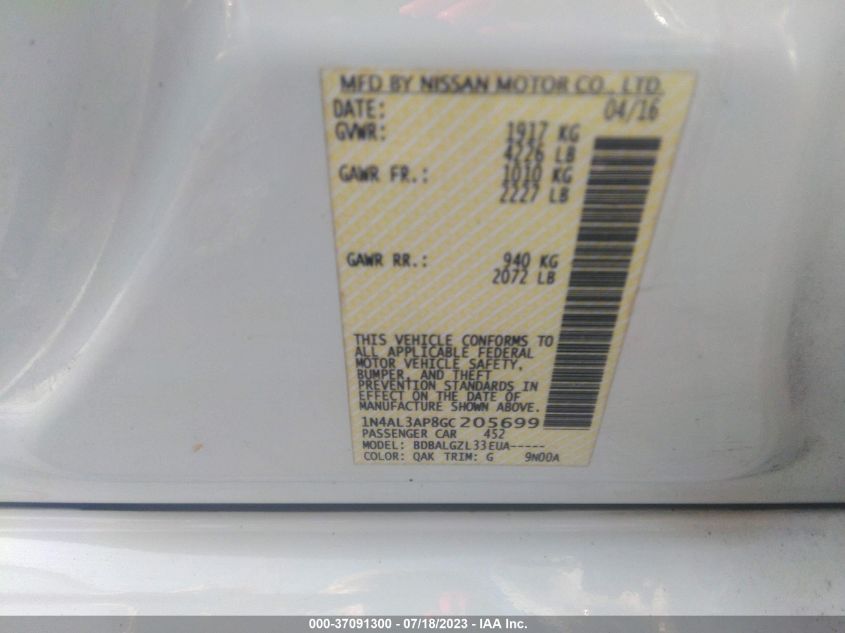 MFD BY NISSAN MOTOR CO., LTD.
DATE: 04/16
GVWR: 1917 KG
4226 LB
GAWR FR.: 1010 KG
2227 LB
GAWR RR.: 940 KG
2072 LB
THIS VEHICLE CONFORMS TO
ALL APPLICABLE FEDERAL
MOTOR VEHICLE SAFETY,
BUMPER, AND THEFT
PREVENTION STANDARDS IN
EFFECT ON THE DATE OF
MANUFACTURE SHOWN ABOVE.
1N4AL3AP8GC205699
PASSENGER CAR 452
MODEL: BDBALGZL33EUA-----
COLOR: QAK TRIM: G 9N00A
000-37091300 - 07/18/2023 - IAA Inc.